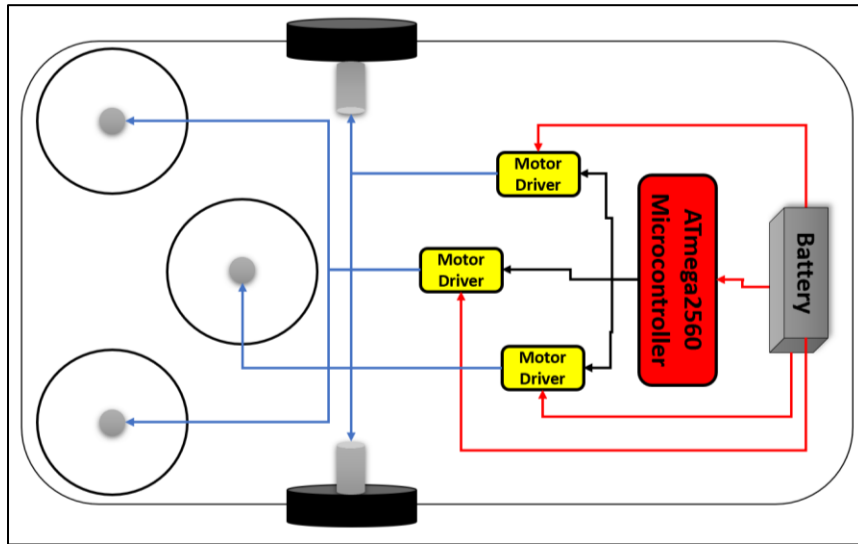 Motor
Driver
Motor
Driver
Motor
Driver
ATmega2560
Microcontroller
Battery